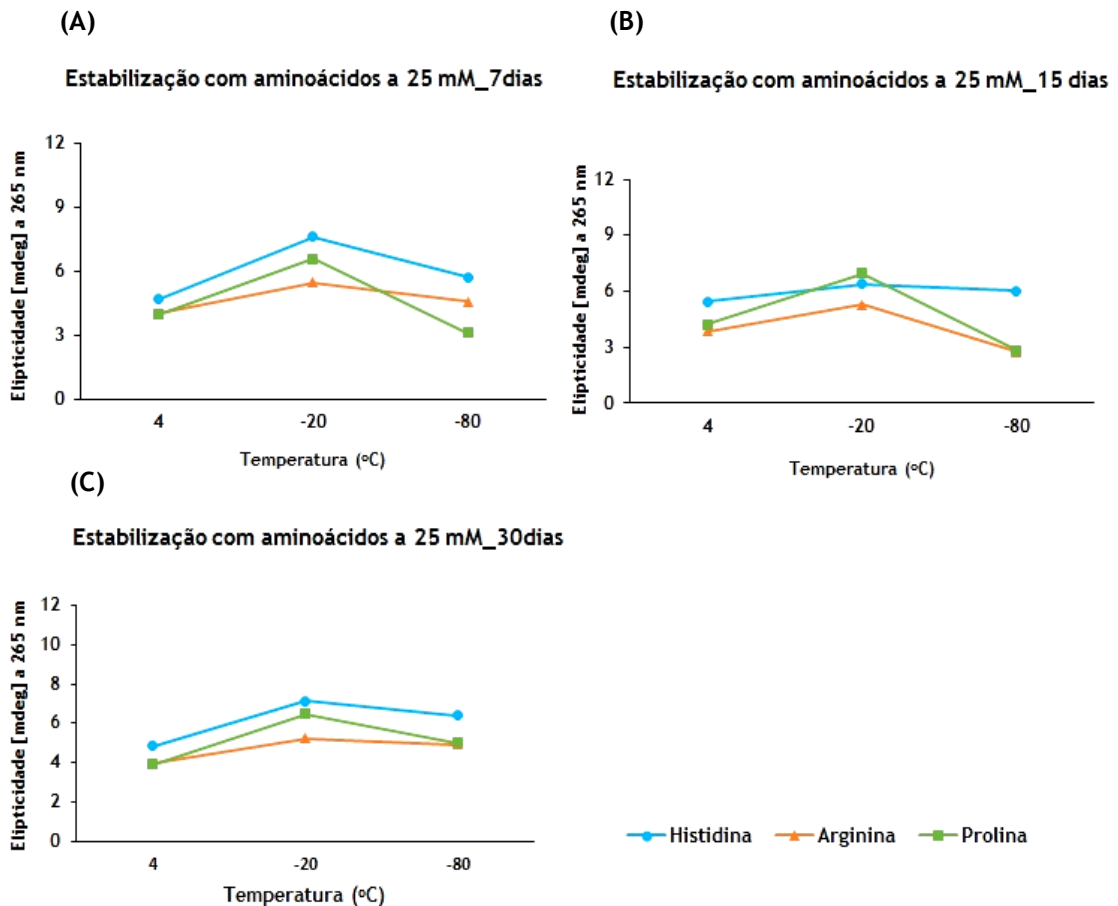 (A)
Estabilização com aminoácidos a 25 mM_7dias
Elipticidade [mdeg] a 265 nm
12
9
6
3
0
4
-20
-80
Temperatura (ºC)
(B)
Estabilização com aminoácidos a 25 mM_15 dias
Elipticidade [mdeg] a 265 nm
12
9
6
3
0
4
-20
-80
Temperatura (ºC)
(C)
Estabilização com aminoácidos a 25 mM_30dias
Elipticidade [mdeg] a 265 nm
12
10
8
6
4
2
0
4
-20
-80
Temperatura (ºC)
Histidina
Arginina
Prolina